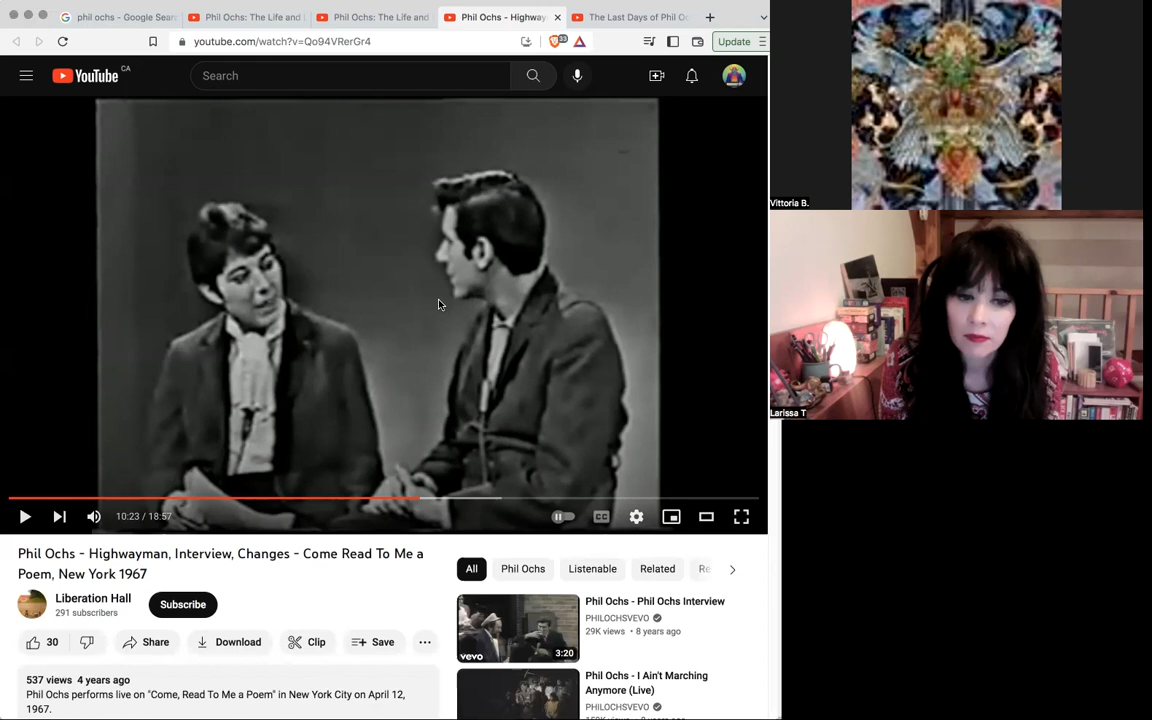 phil ochs - Google Sear
Phil Ochs: The Life and L
Phil Ochs: The Life and
Phil Ochs - Highway
The Last Days of Phil Oc
youtube.com/watch?v=Qo94VRerGr4
33
Update
YouTube CA
Search
Vittoria B.
Larissa T
10:23 / 18:57
CC
Phil Ochs - Highwayman, Interview, Changes - Come Read To Me a
Poem, New York 1967
Liberation Hall
291 subscribers
Subscribe
30
Share
Download
Clip
Save
537 views 4 years ago
Phil Ochs performs live on "Come, Read To Me a Poem" in New York City on April 12,
1967.
All
Phil Ochs
Listenable
Related
Re
Phil Ochs - Phil Ochs Interview
PHILOCHSVEVO
29K views • 8 years ago
vevo
3:20
Phil Ochs - I Ain't Marching
Anymore (Live)
PHILOCHSVEVO